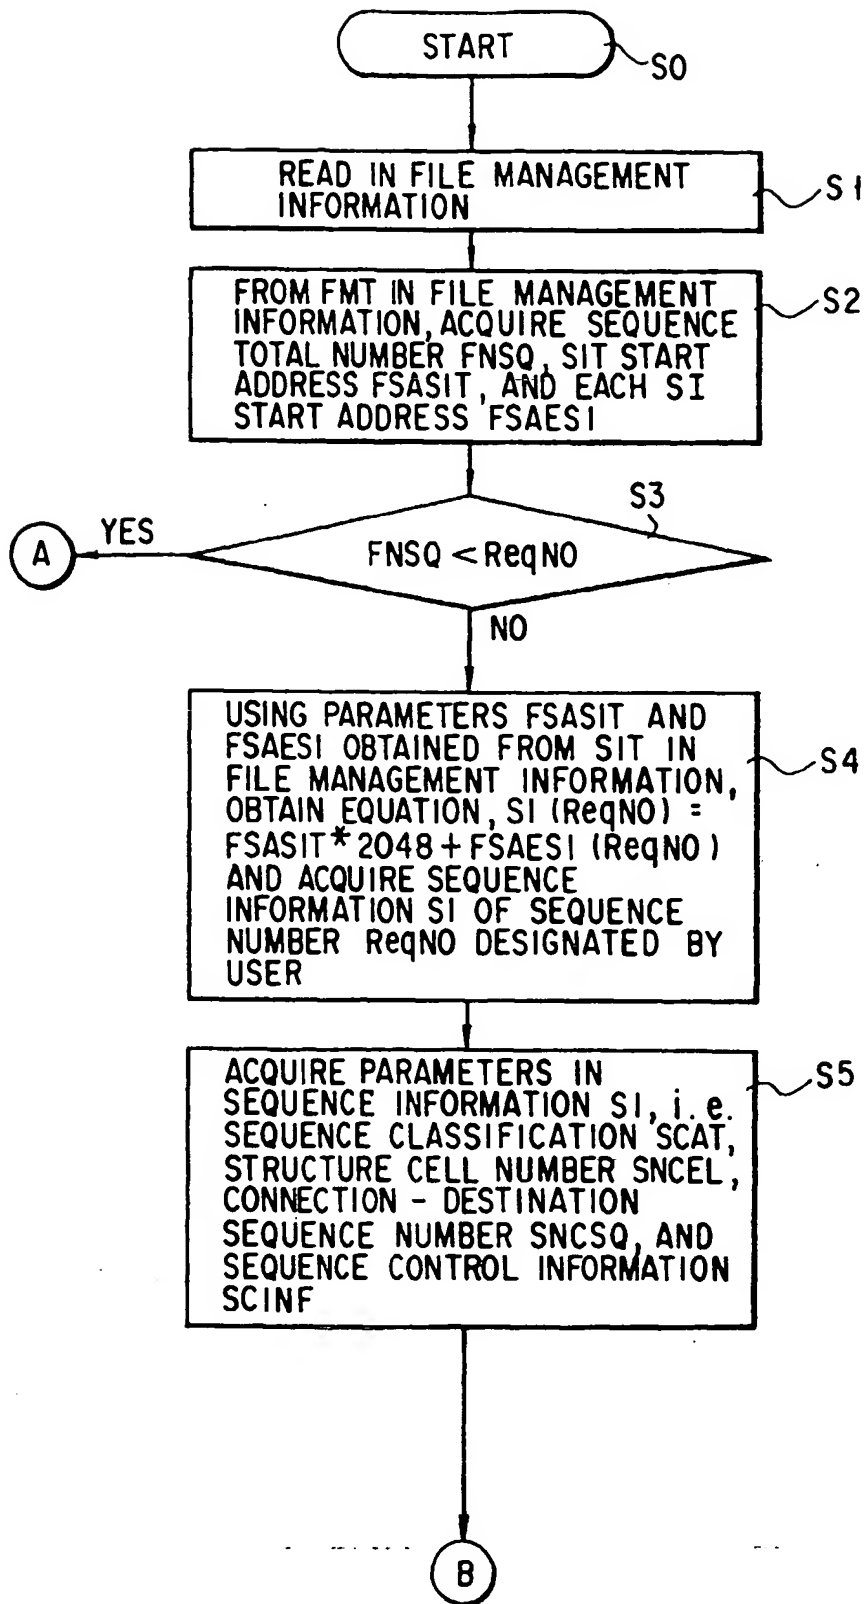 START
S0
READ IN FILE MANAGEMENT
INFORMATION
S1
FROM FMT IN FILE MANAGEMENT
INFORMATION, ACQUIRE SEQUENCE
TOTAL NUMBER FNSQ, SIT START
ADDRESS FSASIT, AND EACH SI
START ADDRESS FSAESI
S2
S3
FNSQ < ReqNO
YES
A
NO
USING PARAMETERS FSASIT AND
FSAESI OBTAINED FROM SIT IN
FILE MANAGEMENT INFORMATION,
OBTAIN EQUATION, SI (ReqNO) =
FSASIT * 2048 + FSAESI (ReqNO)
AND ACQUIRE SEQUENCE
INFORMATION SI OF SEQUENCE
NUMBER ReqNO DESIGNATED BY
USER
S4
ACQUIRE PARAMETERS IN
SEQUENCE INFORMATION SI, i.e.
SEQUENCE CLASSIFICATION SCAT,
STRUCTURE CELL NUMBER SNCEL,
CONNECTION - DESTINATION
SEQUENCE NUMBER SNCSQ, AND
SEQUENCE CONTROL INFORMATION
SCINF
S5
B